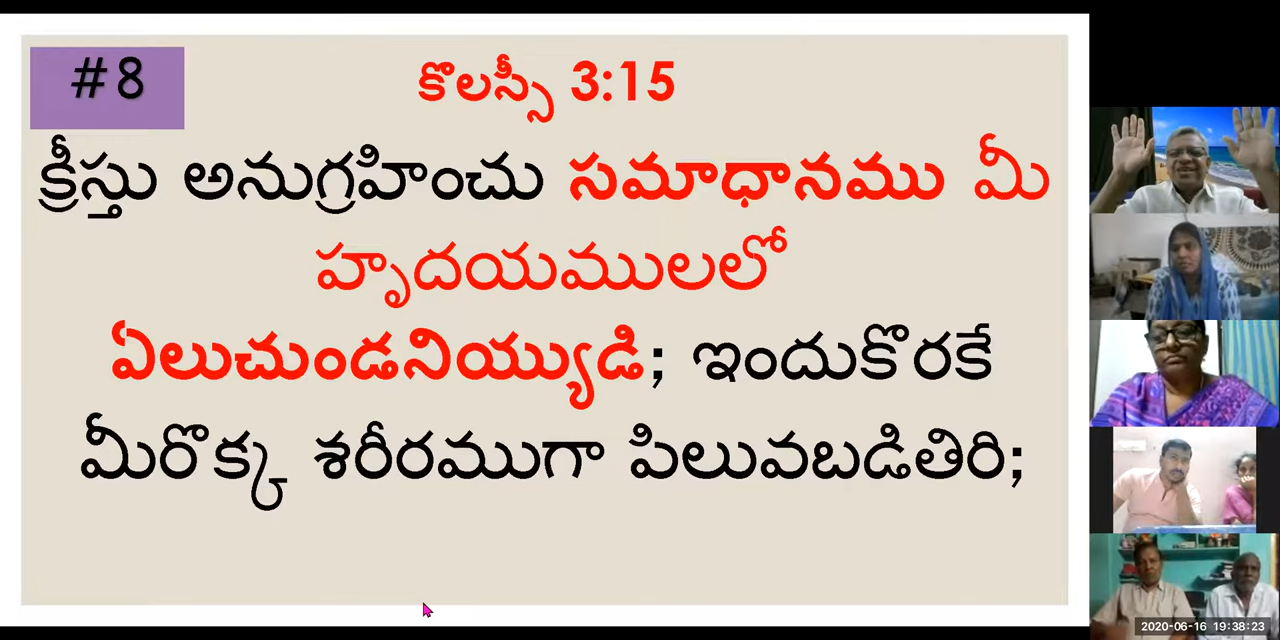 #8
కొలస్సీ 3:15
క్రీస్తు అనుగ్రహించు సమాధానము మీ
హృదయములలో
ఏలుచుండనియ్యుడి; ఇందుకొరకే
మీరొక్క శరీరముగా పిలువబడితిరి;
2020-06-16 19:38:23